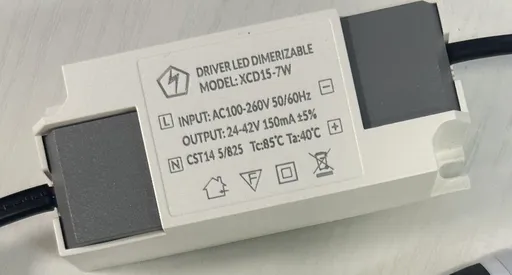 DRIVER LED DIMERIZABLE
MODEL: XCD15-7W
L INPUT: AC100-260V 50/60Hz -
OUTPUT: 24-42V 150mA ±5%
N CST14 5/825 Tc:85℃ Ta:40℃ +
F